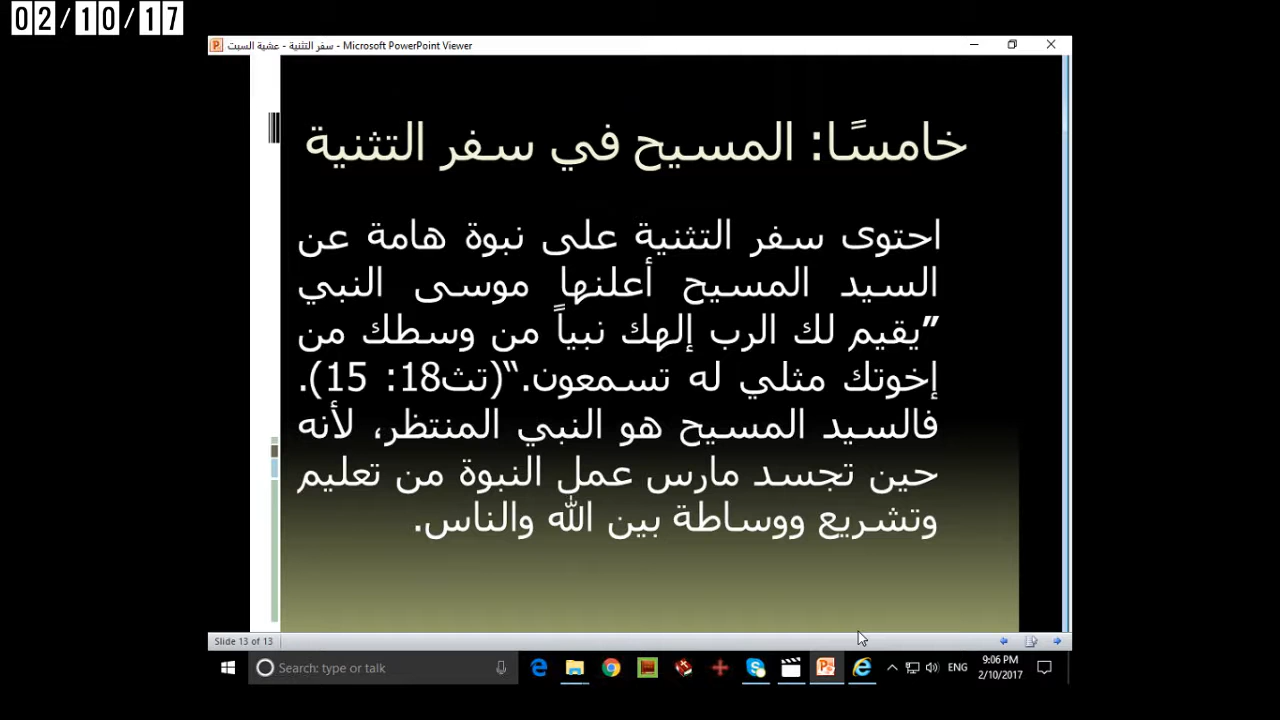 02/10/17
سفر التثنية - عشية السبت - Microsoft PowerPoint Viewer
خامسًا: المسيح في سفر التثنية
احتوى سفر التثنية على نبوة هامة عن
السيد المسيح أعلنها موسى النبي
”يقيم لك الرب إلهك نبياً من وسطك من
إخوتك مثلي له تسمعون.“(تث18: 15).
فالسيد المسيح هو النبي المنتظر، لأنه
حين تجسد مارس عمل النبوة من تعليم
وتشريع ووساطة بين الله والناس.
Slide 13 of 13
Search: type or talk
ENG
9:06 PM
2/10/2017